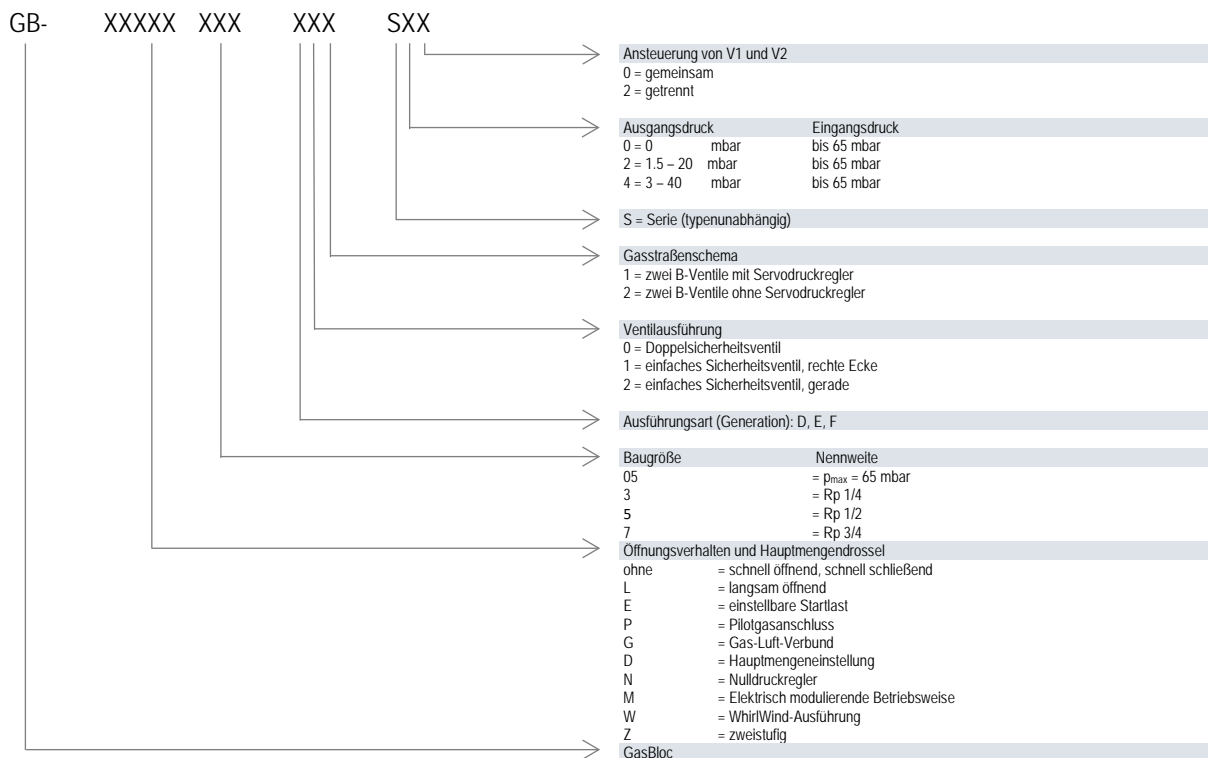 GB- XXXXX XXX XXX SXX
Ansteuerung von V1 und V2
0 = gemeinsam
2 = getrennt
Ausgangsdruck Eingangsdruck
0 = 0 mbar bis 65 mbar
2 = 1.5 – 20 mbar bis 65 mbar
4 = 3 – 40 mbar bis 65 mbar
S = Serie (typenunabhängig)
Gasstraßenschema
1 = zwei B-Ventile mit Servodruckregler
2 = zwei B-Ventile ohne Servodruckregler
Ventilausführung
0 = Doppelsicherheitsventil
1 = einfaches Sicherheitsventil, rechte Ecke
2 = einfaches Sicherheitsventil, gerade
Ausführungsart (Generation): D, E, F
Baugröße Nennweite
05 = pmax = 65 mbar
3 = Rp 1/4
5 = Rp 1/2
7 = Rp 3/4
Öffnungsverhalten und Hauptmengendrossel
ohne = schnell öffnend, schnell schließend
L = langsam öffnend
E = einstellbare Startlast
P = Pilotgasanschluss
G = Gas-Luft-Verbund
D = Hauptmengeneinstellung
N = Nulldruckregler
M = Elektrisch modulierende Betriebsweise
W = WhirlWind-Ausführung
Z = zweistufig
GasBloc